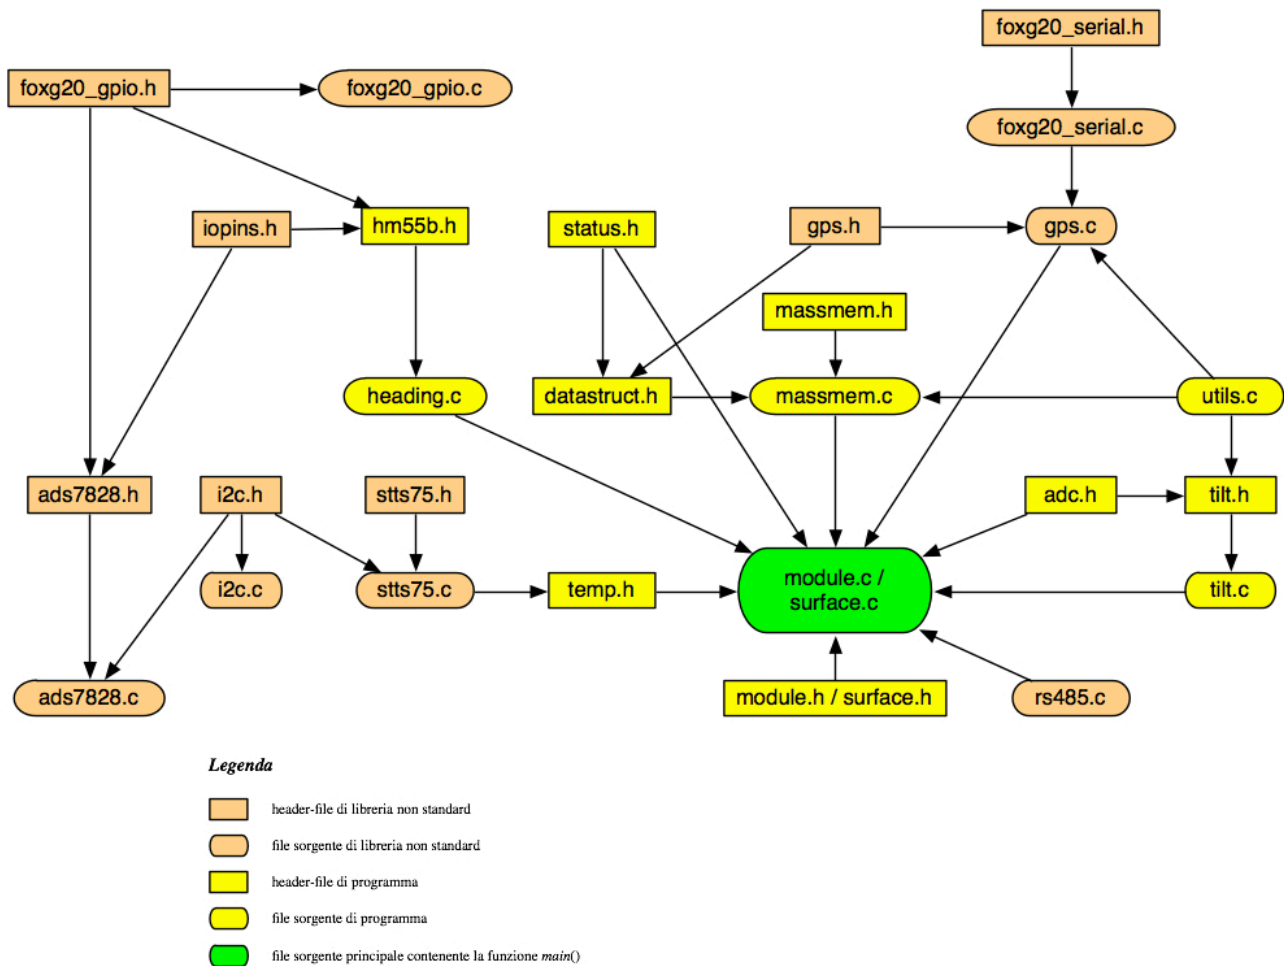 foxg20_serial.h
foxg20_gpio.h
foxg20_gpio.c
foxg20_serial.c
iopins.h
hm55b.h
status.h
gps.h
gps.c
massmem.h
heading.c
datastruct.h
massmem.c
utils.c
ads7828.h
i2c.h
stts75.h
adc.h
tilt.h
i2c.c
stts75.c
temp.h
module.c /
surface.c
tilt.c
ads7828.c
module.h / surface.h
rs485.c
Legenda
header-file di libreria non standard
file sorgente di libreria non standard
header-file di programma
file sorgente di programma
file sorgente principale contenente la funzione main()